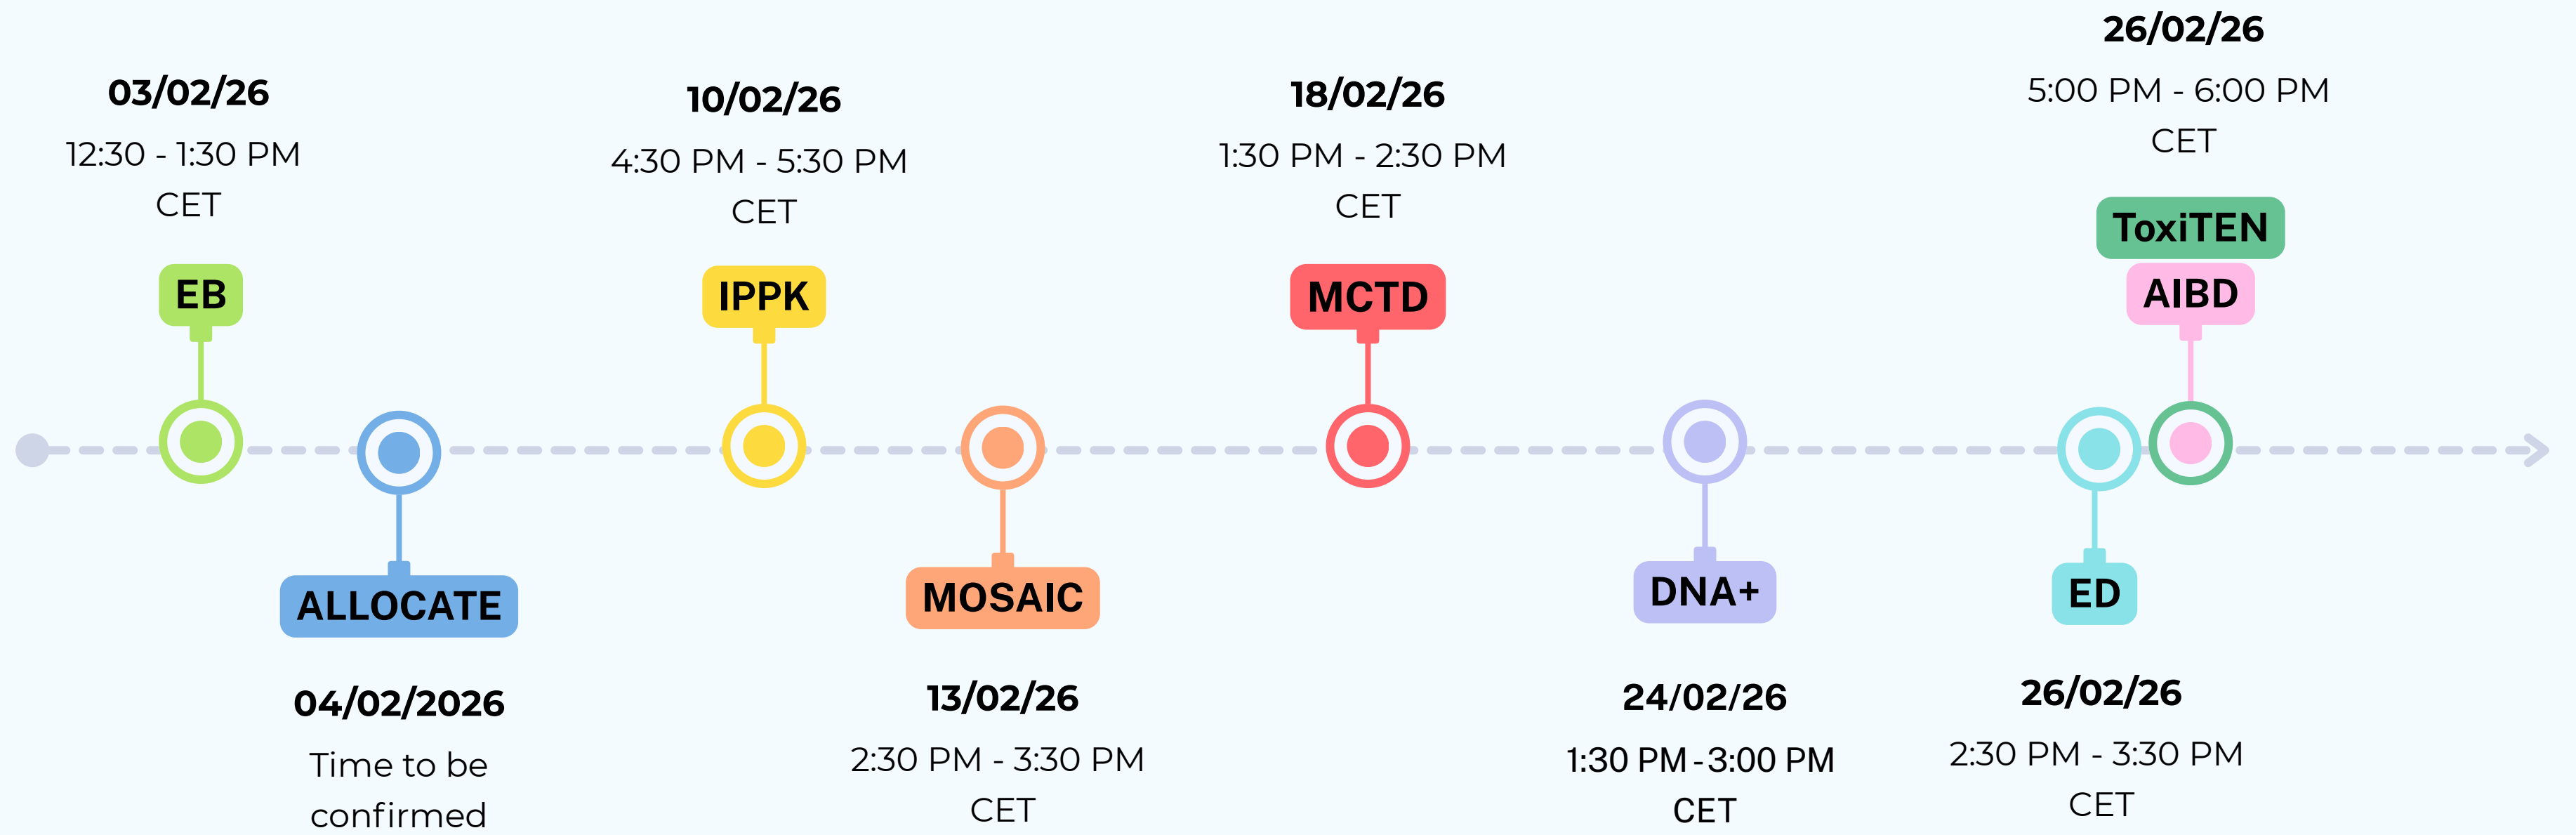 03/02/26
12:30 - 1:30 PM
CET
EB
ALLOCATE
04/02/2026
Time to be
confirmed
10/02/26
4:30 PM - 5:30 PM
CET
IPPK
MOSAIC
13/02/26
2:30 PM - 3:30 PM
CET
18/02/26
1:30 PM - 2:30 PM
CET
MCTD
DNA+
24/02/26
1:30 PM - 3:00 PM
CET
ED
26/02/26
2:30 PM - 3:30 PM
CET
26/02/26
5:00 PM - 6:00 PM
CET
ToxiTEN
AIBD